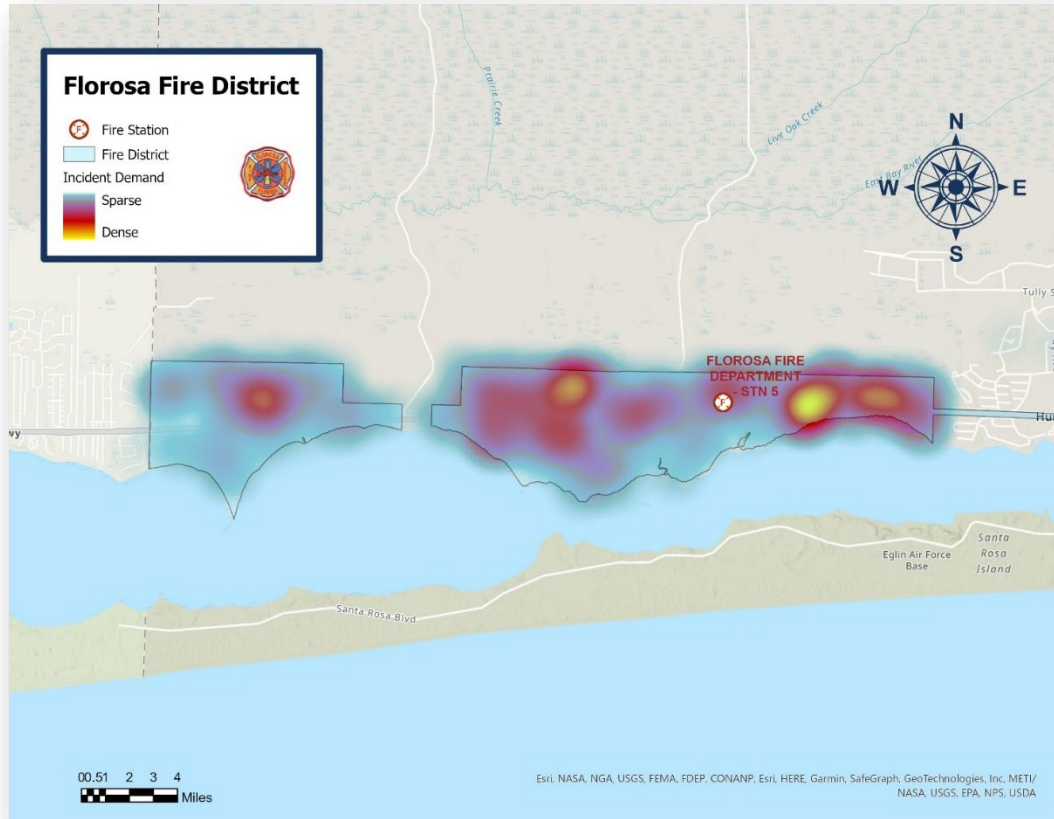 Florosa Fire District
F
Fire Station
Fire District
Incident Demand
Sparse
Dense
FLOROSA
FLORIDA
Prairie Creek
Live Oak Creek
East Bay River
N
W
E
S
Tully S
FLOROSA FIRE
DEPARTMENT
- STN 5
F
wy
Hu
Eglin Air Force
Base
Santa
Rosa
Island
Santa Rosa Blvd
00.51 2 3 4
Miles
Esri, NASA, NGA, USGS, FEMA, FDEP, CONANP, Esri, HERE, Garmin, SafeGraph, GeoTechnologies, Inc, METI/
NASA, USGS, EPA, NPS, USDA